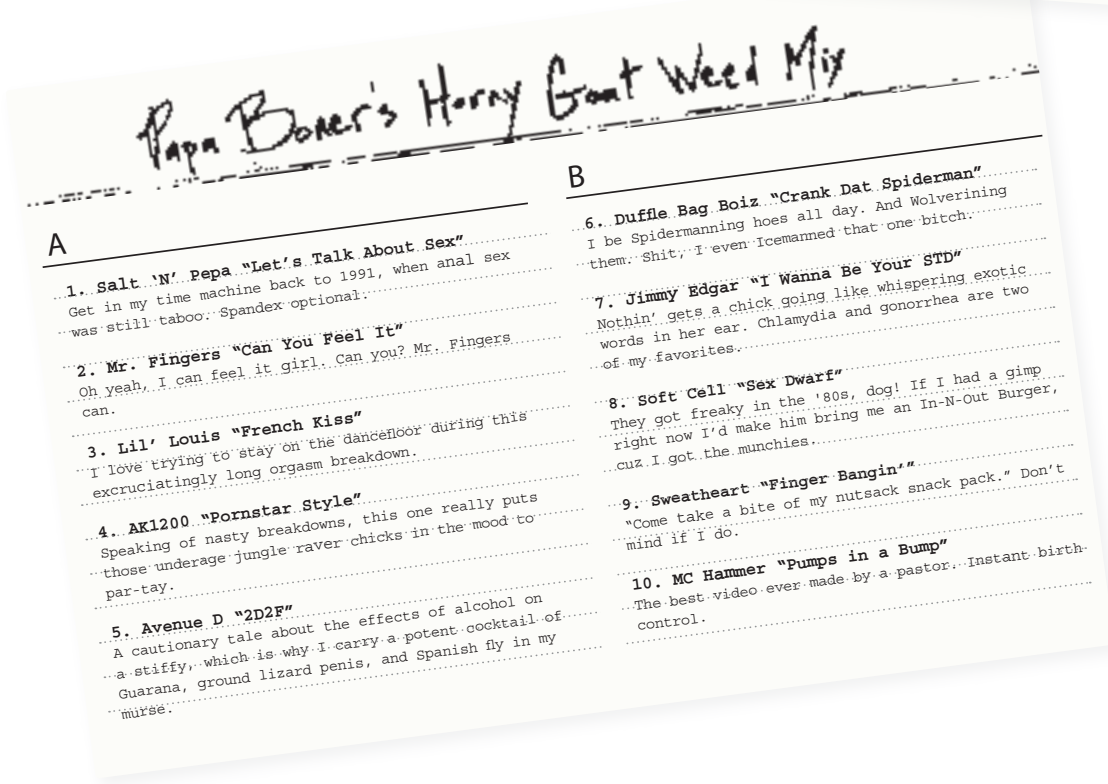 Papa Boner's Horny Goat Weed Mix
A
1. Salt ‘N’ Pepa “Let’s Talk About Sex”
Get in my time machine back to 1991, when anal sex
was still taboo. Spandex optional.
2. Mr. Fingers “Can You Feel It”
Oh yeah, I can feel it girl. Can you? Mr. Fingers
can.
3. Lil’ Louis “French Kiss”
I love trying to stay on the dancefloor during this
excruciatingly long orgasm breakdown.
4. AK1200 “Pornstar Style”
Speaking of nasty breakdowns, this one really puts
those underage jungle raver chicks in the mood to
par-tay.
5. Avenue D “2D2F”
A cautionary tale about the effects of alcohol on
a stiffy, which is why I carry a potent cocktail of
Guarana, ground lizard penis, and Spanish fly in my
murse.
B
6. Duffle Bag Boiz “Crank Dat Spiderman”
I be Spidermanning hoes all day. And Wolverining
them. Shit, I even Icemanned that one bitch.
7. Jimmy Edgar “I Wanna Be Your STD”
Nothin’ gets a chick going like whispering exotic
words in her ear. Chlamydia and gonorrhea are two
of my favorites.
8. Soft Cell “Sex Dwarf”
They got freaky in the '80s, dog! If I had a gimp
right now I’d make him bring me an In-N-Out Burger,
cuz I got the munchies.
9. Sweatheart “Finger Bangin’”
“Come take a bite of my nutsack snack pack.” Don’t
mind if I do.
10. MC Hammer “Pumps in a Bump”
The best video ever made by a pastor. Instant birth
control.